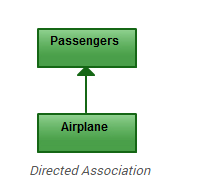 Passengers
Airplane
Directed Association